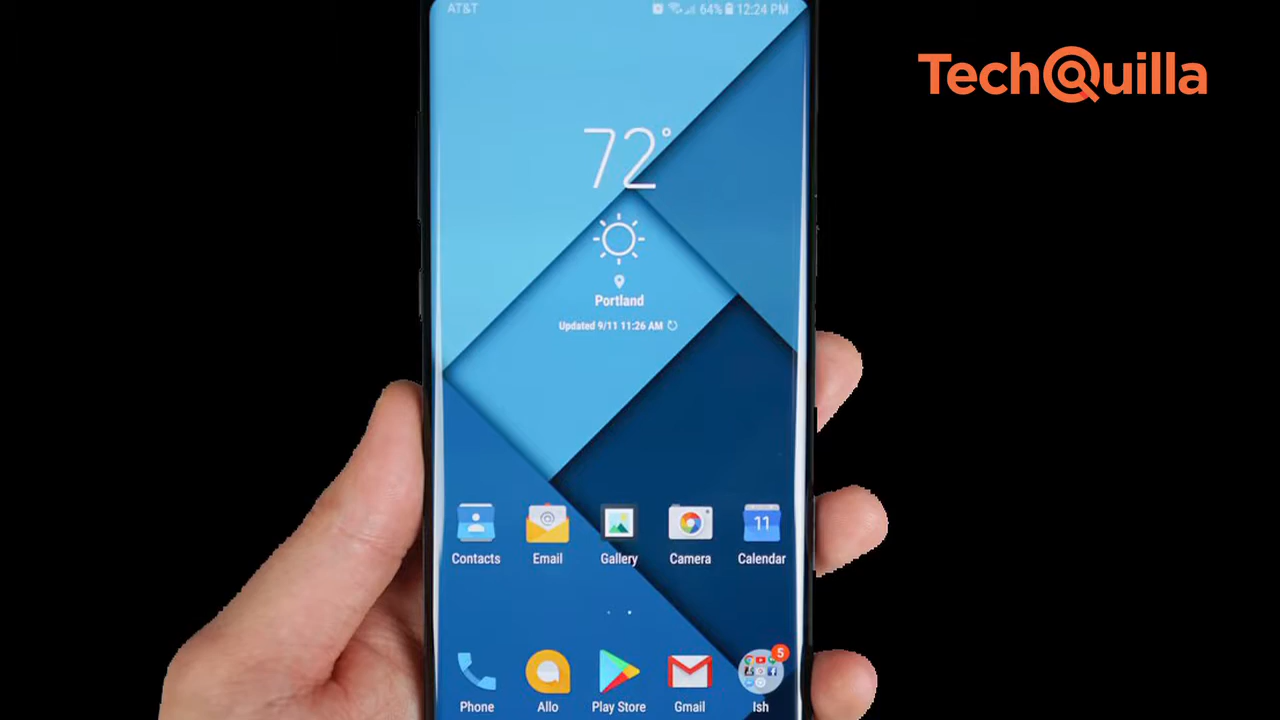 AT&T 64% 12:24 PM
TechQuilla
72°
Portland
Updated 9/11 11:26 AM
11
Contacts Email Gallery Camera Calendar
5
Phone Allo Play Store Gmail Ish